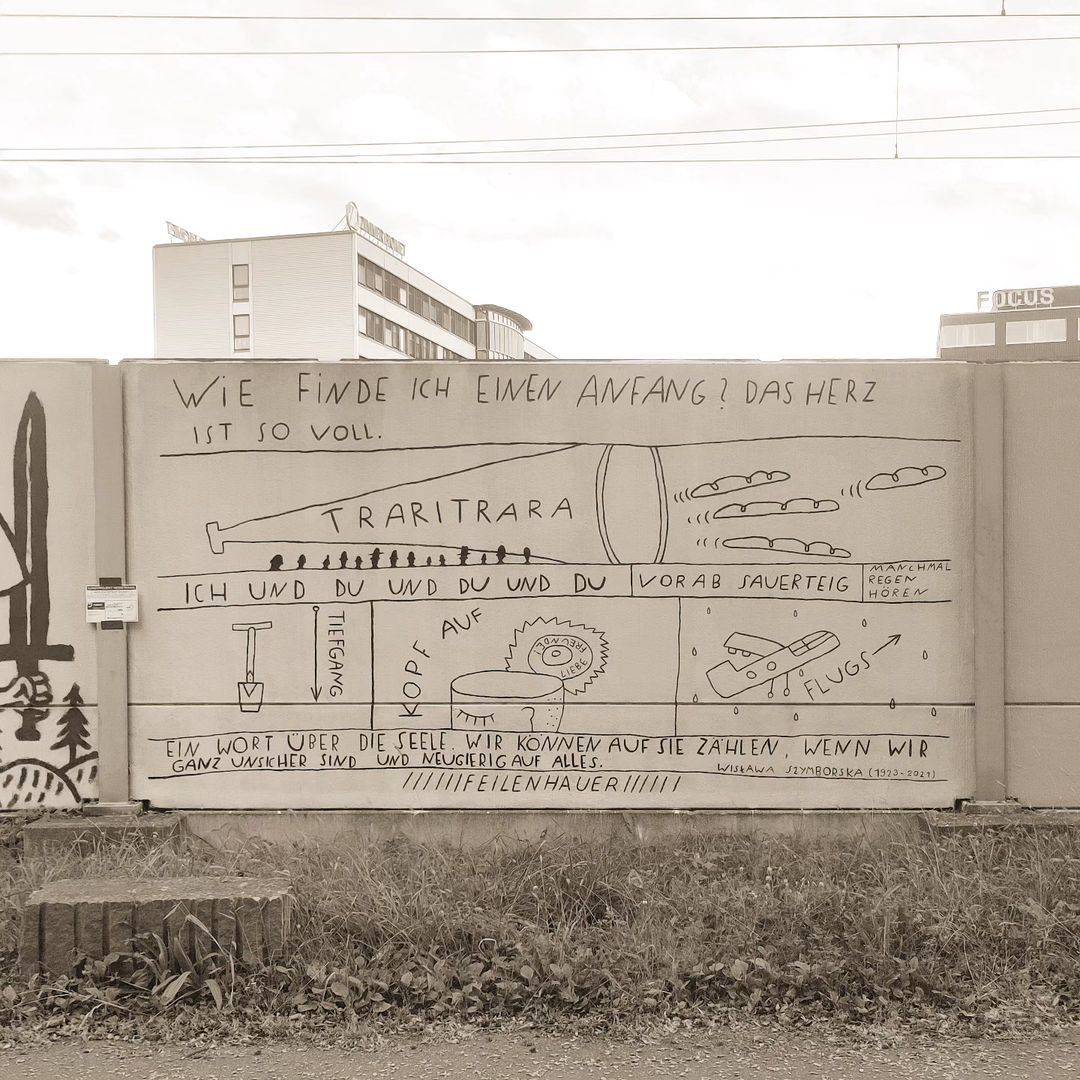 FOCUS
WIE FINDE ICH EINEN ANFANG? DAS HERZ
IST SO VOLL.
TRARITRARA
ICH UND DU UND DU UND DU
VORAB SAUERTEIG
MANCHMAL
REGEN
HÖREN
TIEFGANG
KOPF AUF
LIEBE FREUNDE!
FLUGS
EIN WORT ÜBER DIE SEELE. WIR KÖNNEN AUF SIE ZÄHLEN, WENN WIR
GANZ UNSICHER SIND UND NEUGIERIG AUF ALLES.
WISŁAWA SZYMBORSKA (1923-2021)
//////FEILENHAUER//////